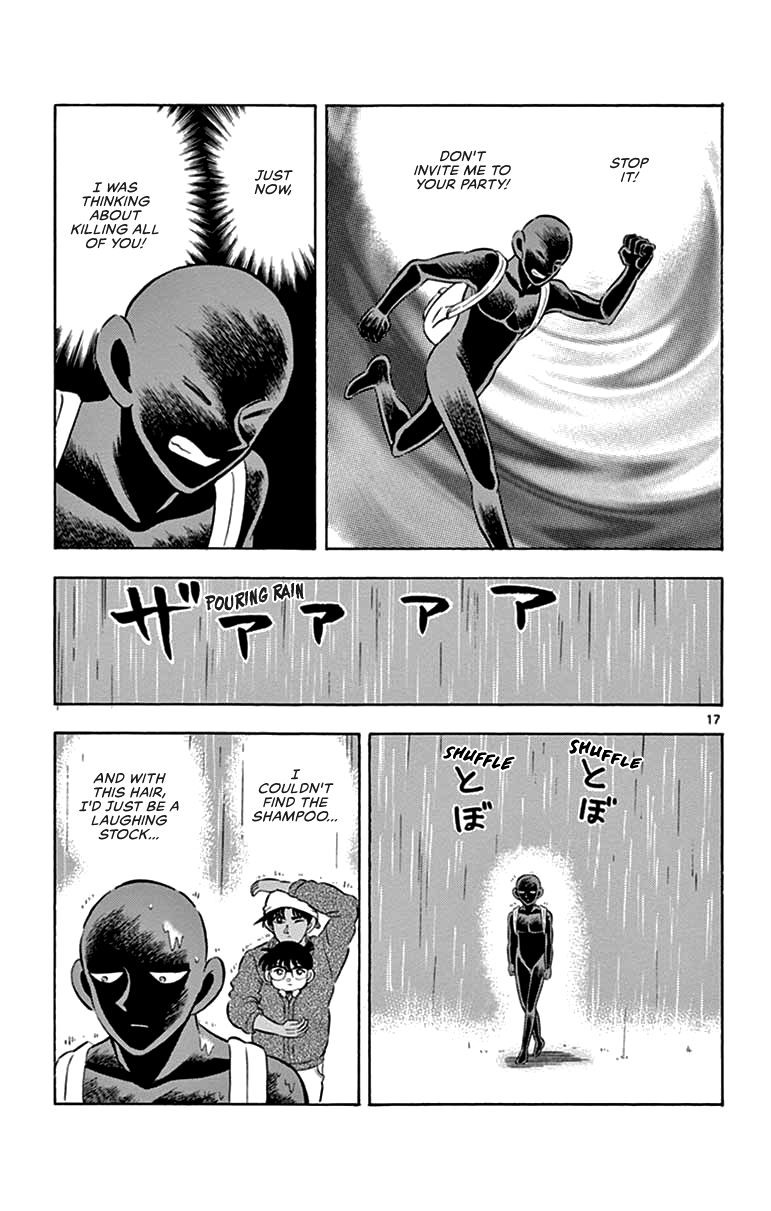 STOP
IT!
DON'T
INVITE ME TO
YOUR PARTY!
JUST
NOW,
I WAS
THINKING
ABOUT
KILLING ALL
OF YOU!
ザァァァァ
POURING RAIN
17
SHUFFLE
とぼ
SHUFFLE
とぼ
I
COULDN'T
FIND THE
SHAMPOO...
AND WITH
THIS HAIR,
I'D JUST BE A
LAUGHING
STOCK...